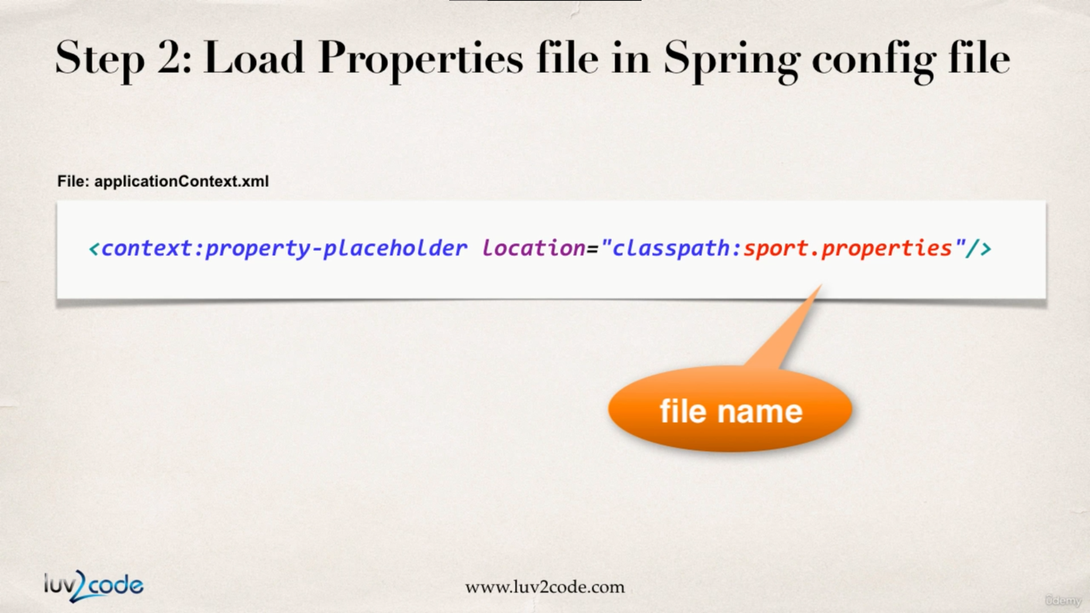 Step 2: Load Properties file in Spring config file
File: applicationContext.xml
<context:property-placeholder location="classpath:sport.properties"/>
file name
luv2code
www.luv2code.com
ûdemy